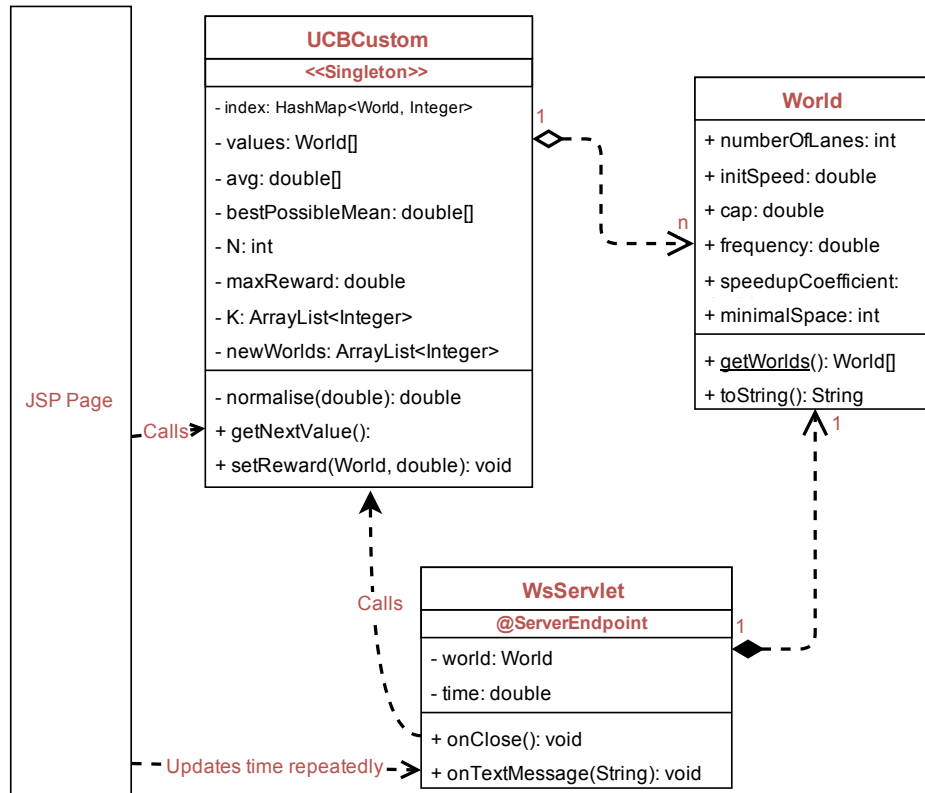 JSP Page
UCBCustom
<<Singleton>>
- index: HashMap<World, Integer>
- values: World[]
- avg: double[]
- bestPossibleMean: double[]
- N: int
- maxReward: double
- K: ArrayList<Integer>
- newWorlds: ArrayList<Integer>
- normalise(double): double
+ getNextValue():
+ setReward(World, double): void
1
n
World
+ numberOfLanes: int
+ initSpeed: double
+ cap: double
+ frequency: double
+ speedupCoefficient:
+ minimalSpace: int
+ getWorlds(): World[]
+ toString(): String
1
Calls
Calls
WsServlet
@ServerEndpoint
1
- world: World
- time: double
+ onClose(): void
+ onTextMessage(String): void
Updates time repeatedly